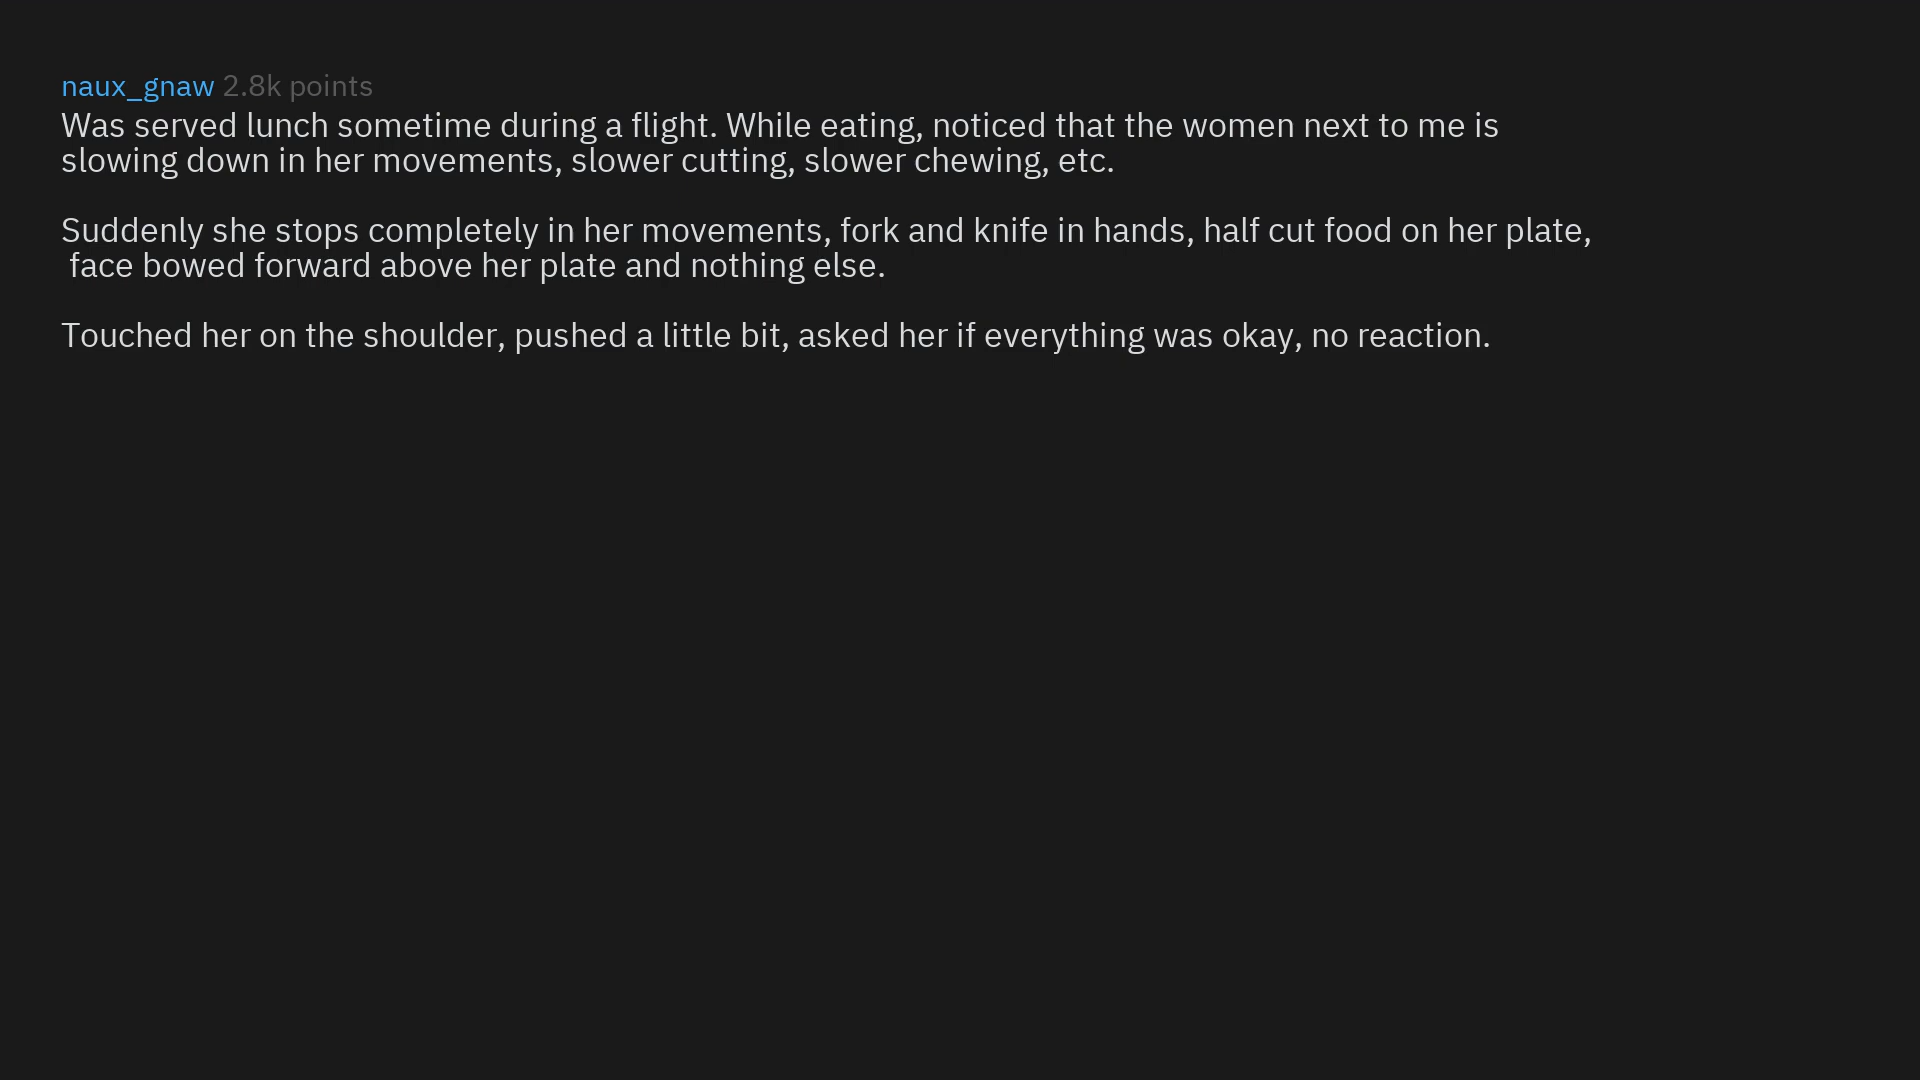 naux_gnaw 2.8k points
Was served lunch sometime during a flight. While eating, noticed that the women next to me is
slowing down in her movements, slower cutting, slower chewing, etc.
Suddenly she stops completely in her movements, fork and knife in hands, half cut food on her plate,
face bowed forward above her plate and nothing else.
Touched her on the shoulder, pushed a little bit, asked her if everything was okay, no reaction.